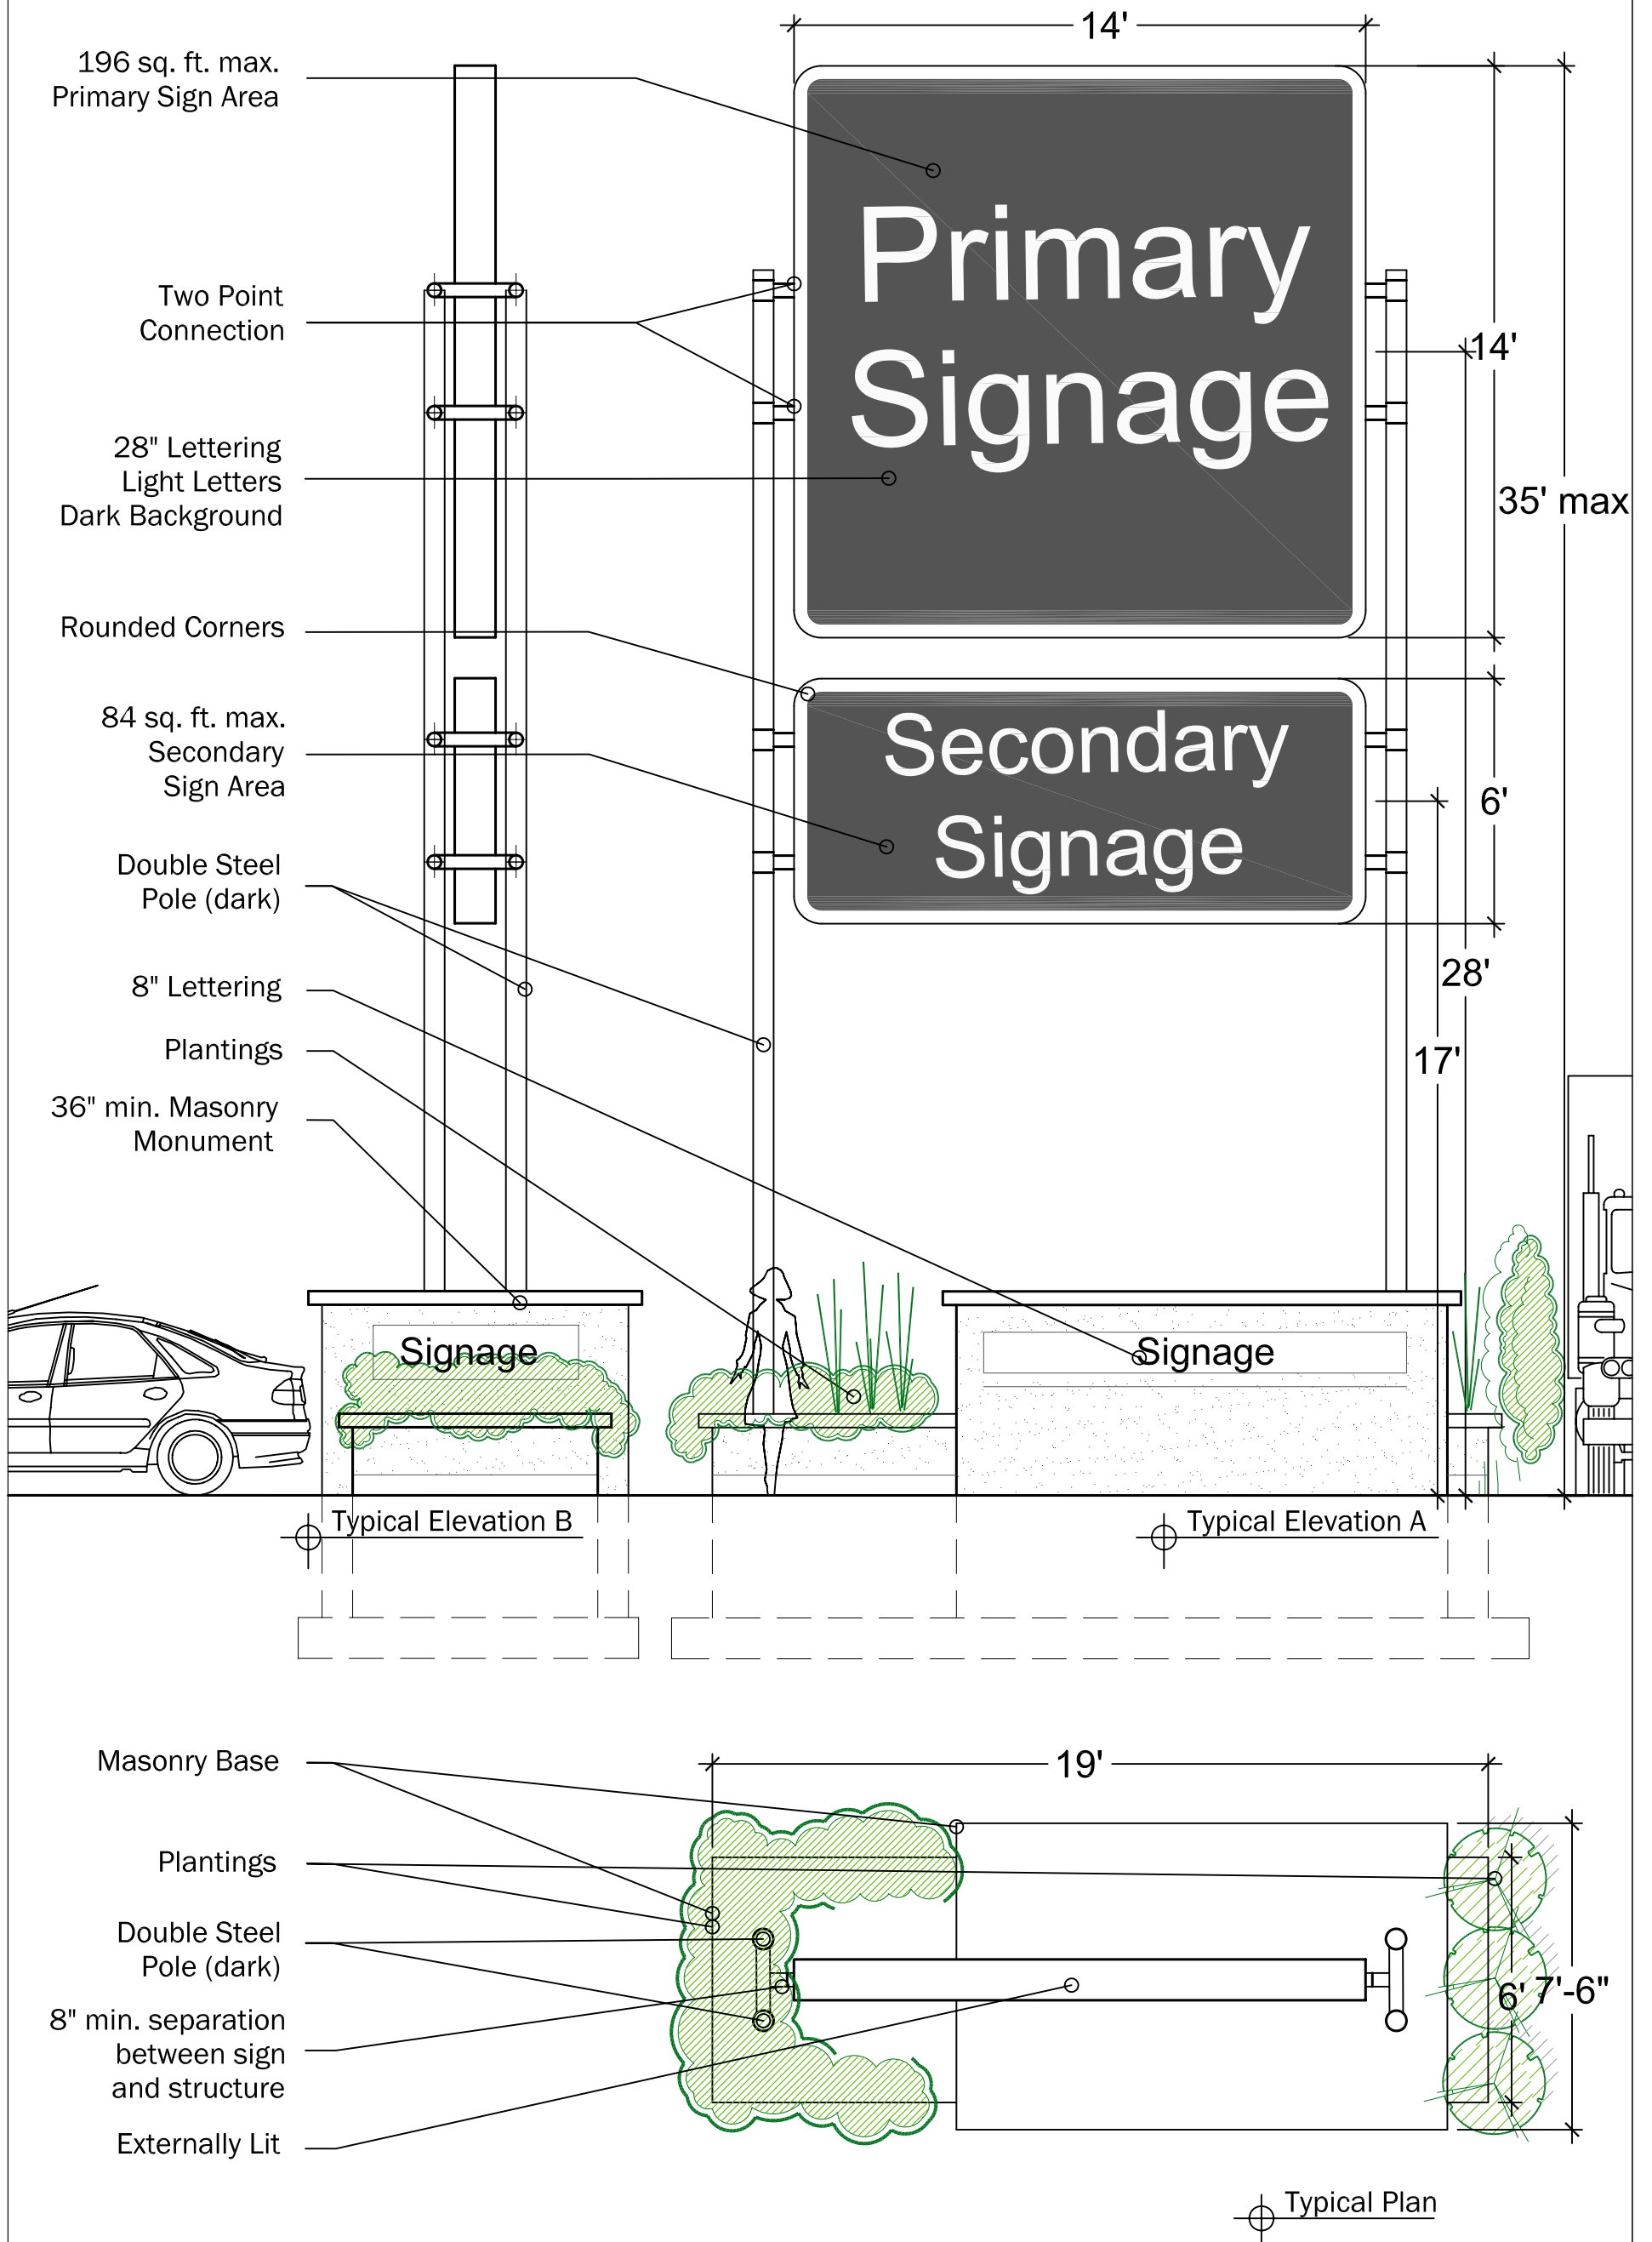 14'
196 sq. ft. max.
Primary Sign Area
Primary
Signage
Two Point
Connection
14'
28" Lettering
Light Letters
Dark Background
35' max
Rounded Corners
84 sq. ft. max.
Secondary
Sign Area
Secondary
Signage
6'
Double Steel
Pole (dark)
28'
8" Lettering
17'
Plantings
36" min. Masonry
Monument
Signage
Signage
Typical Elevation B
Typical Elevation A
Masonry Base
19'
Plantings
Double Steel
Pole (dark)
6'
7'-6"
8" min. separation
between sign
and structure
Externally Lit
Typical Plan